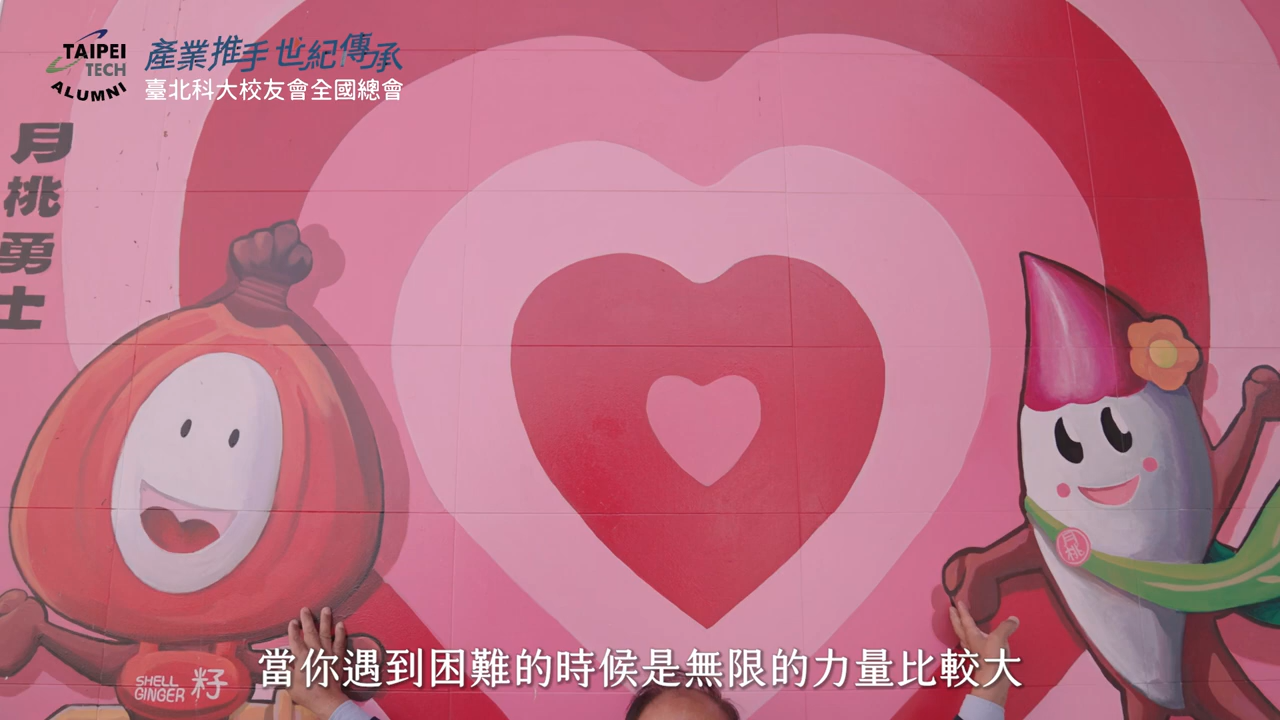 TAIPEI
TECH
ALUMNI
產業推手 世紀傳承
臺北科大校友會全國總會
月桃勇士
月桃
SHELL
GINGER
籽
當你遇到困難的時候是無限的力量比較大